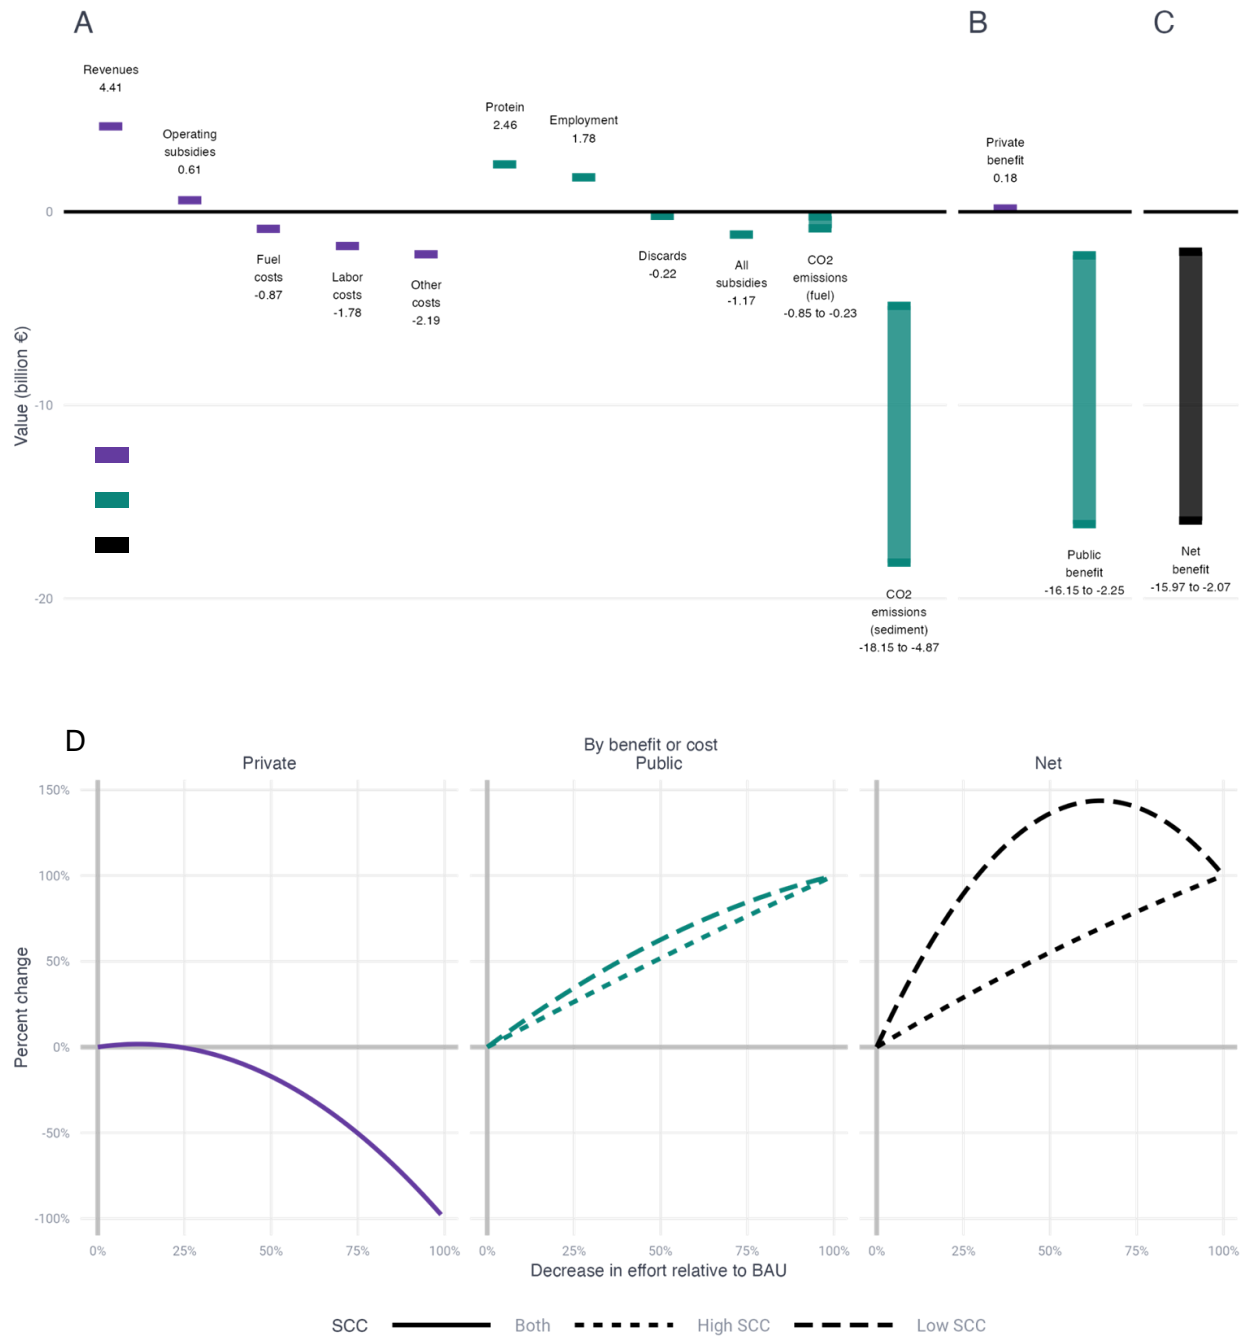 A
B
C
Revenues
4.41
Operating
subsidies
0.61
Fuel
costs
-0.87
Labor
costs
-1.78
Other
costs
-2.19
Protein
2.46
Employment
1.78
Discards
-0.22
All
subsidies
-1.17
CO2
emissions
(fuel)
-0.85 to -0.23
CO2
emissions
(sediment)
-18.15 to -4.87
Private
benefit
0.18
Public
benefit
-16.15 to -2.25
Net
benefit
-15.97 to -2.07
0
-10
-20
Value (billion €)
D
By benefit or cost
Private
Public
Net
150%
100%
50%
0%
-50%
-100%
Percent change
0% 25% 50% 75% 100%
0% 25% 50% 75% 100%
0% 25% 50% 75% 100%
Decrease in effort relative to BAU
SCC Both High SCC Low SCC